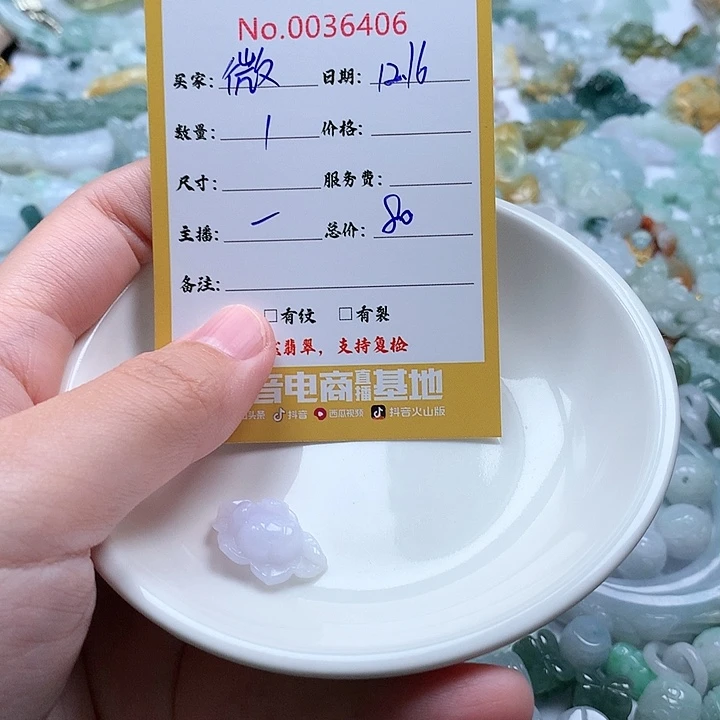 No.0036406
买家：微 日期：12.16
数量：1 价格：
尺寸： 服务费：
主播：一 总价：80
备注：
□有纹 □有裂
翡翠，支持复检
音电商直播基地
头条 抖音 西瓜视频 抖音火山版